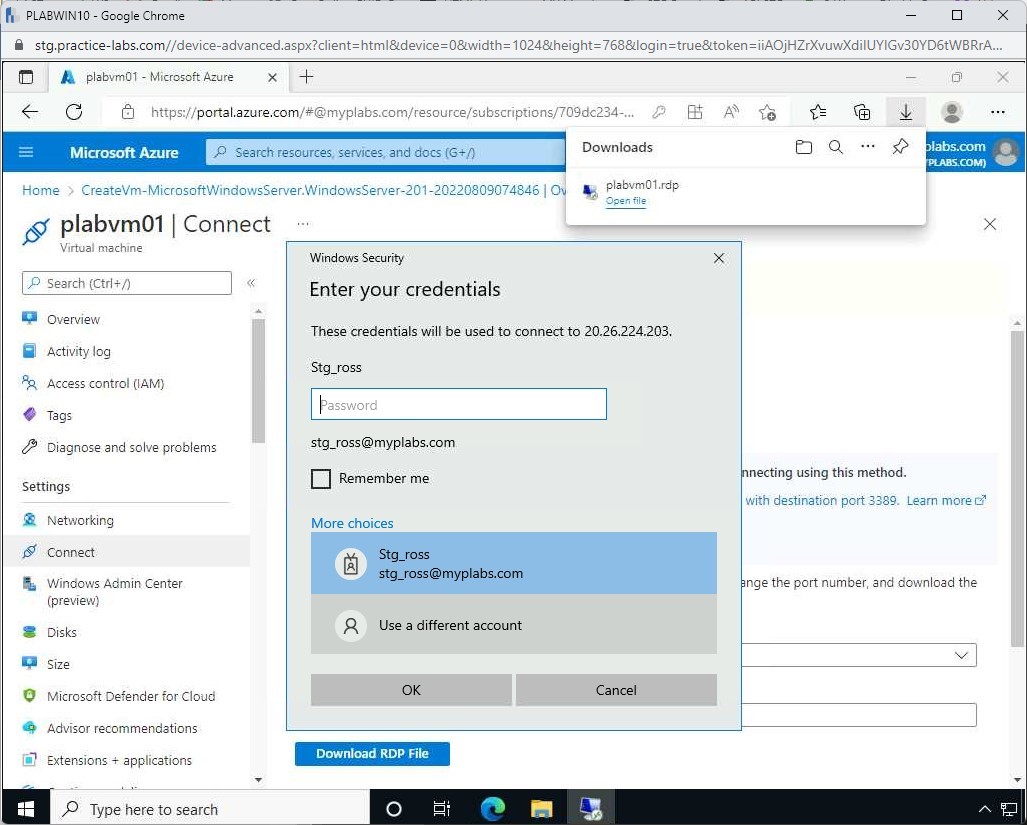 PLABWIN10 - Google Chrome
stg.practice-labs.com//device-advanced.aspx?client=html&device=0&width=1024&height=768&login=true&token=iiAOjHZrXvuwXdiIUYIGv30YD6tWBRrA...
plabvm01 - Microsoft Azure
https://portal.azure.com/#@myplabs.com/resource/subscriptions/709dc234-...
Microsoft Azure
Search resources, services, and docs (G+/)
Downloads
plabvm01.rdp
Open file
plabs.com
YPLABS.COM)
Home > CreateVm-MicrosoftWindowsServer.WindowsServer-201-20220809074846 | Ov
plabvm01 | Connect ...
Virtual machine
Search (Ctrl+/)
Overview
Activity log
Access control (IAM)
Tags
Diagnose and solve problems
Settings
Networking
Connect
Windows Admin Center
(preview)
Disks
Size
Microsoft Defender for Cloud
Advisor recommendations
Extensions + applications
Windows Security
Enter your credentials
These credentials will be used to connect to 20.26.224.203.
Stg_ross
Password
stg_ross@myplabs.com
Remember me
More choices
Stg_ross
stg_ross@myplabs.com
Use a different account
OK
Cancel
nnecting using this method.
with destination port 3389. Learn more
ange the port number, and download the
Download RDP File
Type here to search